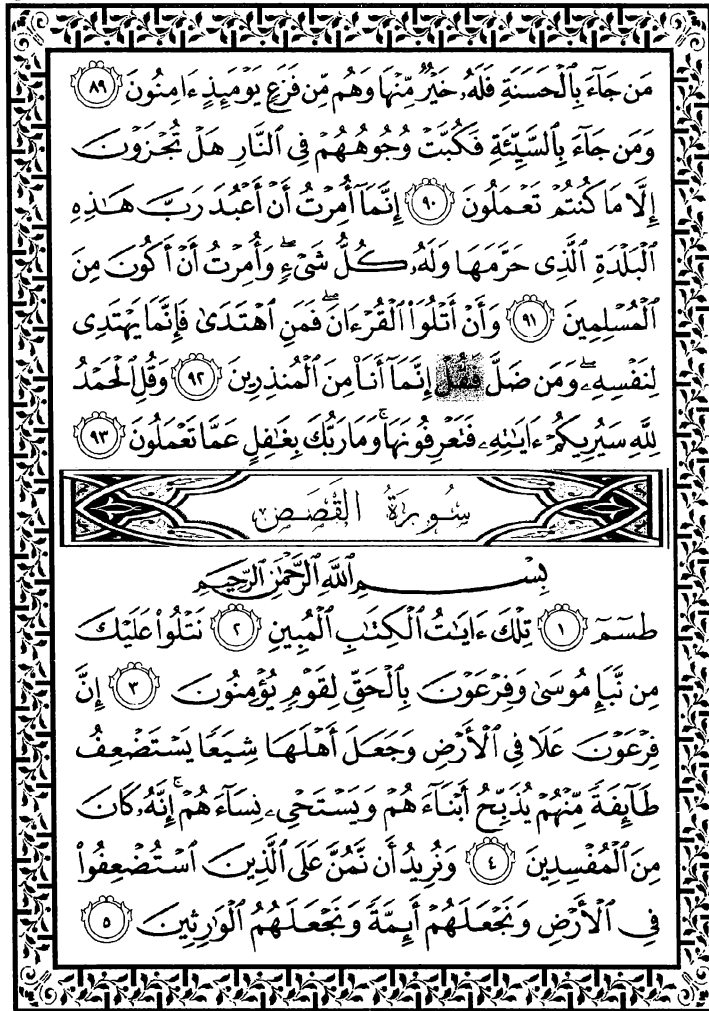 مَن جَآءَ بِٱلْحَسَنَةِ فَلَهُۥ خَيْرٌ مِّنْهَا وَهُم مِّن فَزَعٍ يَوْمَئِذٍ ءَامِنُونَ ٨٩
وَمَن جَآءَ بِٱلسَّيِّئَةِ فَكُبَّتْ وُجُوهُهُمْ فِى ٱلنَّارِ هَلْ تُجْزَوْنَ
إِلَّا مَا كُنتُمْ تَعْمَلُونَ ٩٠ إِنَّمَآ أُمِرْتُ أَنْ أَعْبُدَ رَبَّ هَـٰذِهِ
ٱلْبَلْدَةِ ٱلَّذِى حَرَّمَهَا وَلَهُۥ كُلُّ شَىْءٍ ۖ وَأُمِرْتُ أَنْ أَكُونَ مِنَ
ٱلْمُسْلِمِينَ ٩١ وَأَنْ أَتْلُوَا۟ ٱلْقُرْءَانَ ۖ فَمَنِ ٱهْتَدَىٰ فَإِنَّمَا يَهْتَدِى
لِنَفْسِهِۦ ۖ وَمَن ضَلَّ فَقُلْ إِنَّمَآ أَنَا۠ مِنَ ٱلْمُنذِرِينَ ٩٢ وَقُلِ ٱلْحَمْدُ
لِلَّهِ سَيُرِيكُمْ ءَايَـٰتِهِۦ فَتَعْرِفُونَهَا ۚ وَمَا رَبُّكَ بِغَـٰفِلٍ عَمَّا تَعْمَلُونَ ٩٣
سُورَةُ القَصَصِ
بِسْمِ ٱللَّهِ ٱلرَّحْمَـٰنِ ٱلرَّحِيمِ
طسٓمٓ ١ تِلْكَ ءَايَـٰتُ ٱلْكِتَـٰبِ ٱلْمُبِينِ ٢ نَتْلُوا۟ عَلَيْكَ
مِن نَّبَإِ مُوسَىٰ وَفِرْعَوْنَ بِٱلْحَقِّ لِقَوْمٍ يُؤْمِنُونَ ٣ إِنَّ
فِرْعَوْنَ عَلَا فِى ٱلْأَرْضِ وَجَعَلَ أَهْلَهَا شِيَعًا يَسْتَضْعِفُ
طَآئِفَةً مِّنْهُمْ يُذَبِّحُ أَبْنَآءَهُمْ وَيَسْتَحْىِۦ نِسَآءَهُمْ ۚ إِنَّهُۥ كَانَ
مِنَ ٱلْمُفْسِدِينَ ٤ وَنُرِيدُ أَن نَّمُنَّ عَلَى ٱلَّذِينَ ٱسْتُضْعِفُوا۟
فِى ٱلْأَرْضِ وَنَجْعَلَهُمْ أَئِمَّةً وَنَجْعَلَهُمُ ٱلْوَٰرِثِينَ ٥